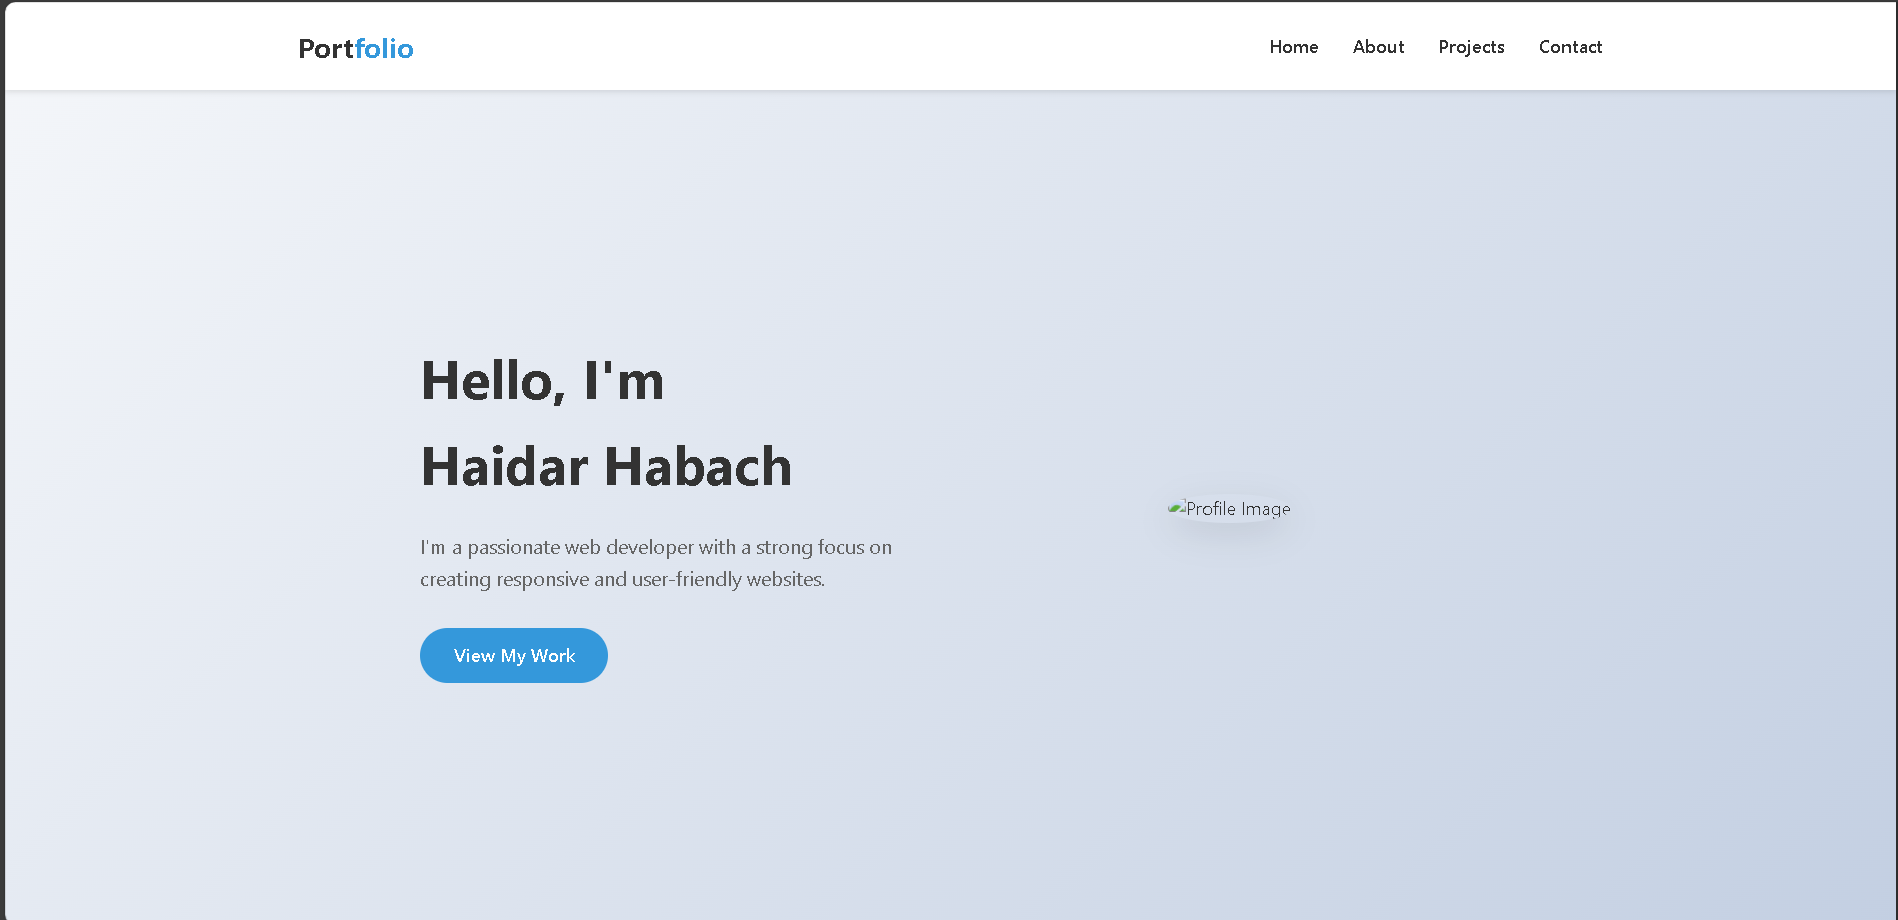 Portfolio
Home About Projects Contact
Hello, I'm
Haidar Habach
I'm a passionate web developer with a strong focus on
creating responsive and user-friendly websites.
Profile Image
View My Work